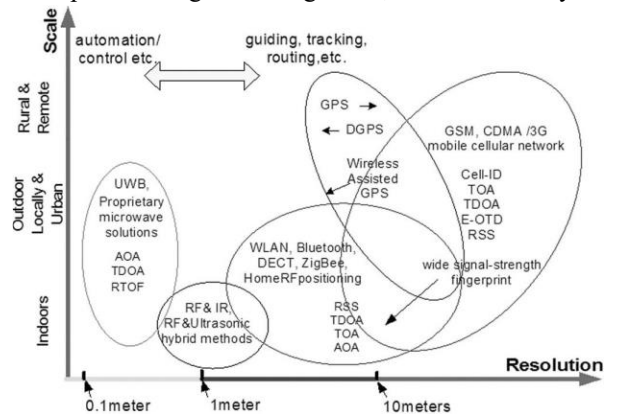 Scale
automation/
control etc.
guiding, tracking,
routing,etc.
Rural &
Remote
Outdoor
Locally &
Urban
Indoors
GPS
DGPS
Wireless
Assisted
GPS
GSM, CDMA /3G
mobile cellular network
Cell-ID
TOA
TDOA
E-OTD
RSS
UWB,
Proprietary
microwave
solutions
AOA
TDOA
RTOF
WLAN, Bluetooth,
DECT, ZigBee,
HomeRFpositioning
RSS
TDOA
TOA
AOA
wide signal-strength
fingerprint
RF& IR,
RF&Ultrasonic
hybrid methods
Resolution
0.1meter
1meter
10meters